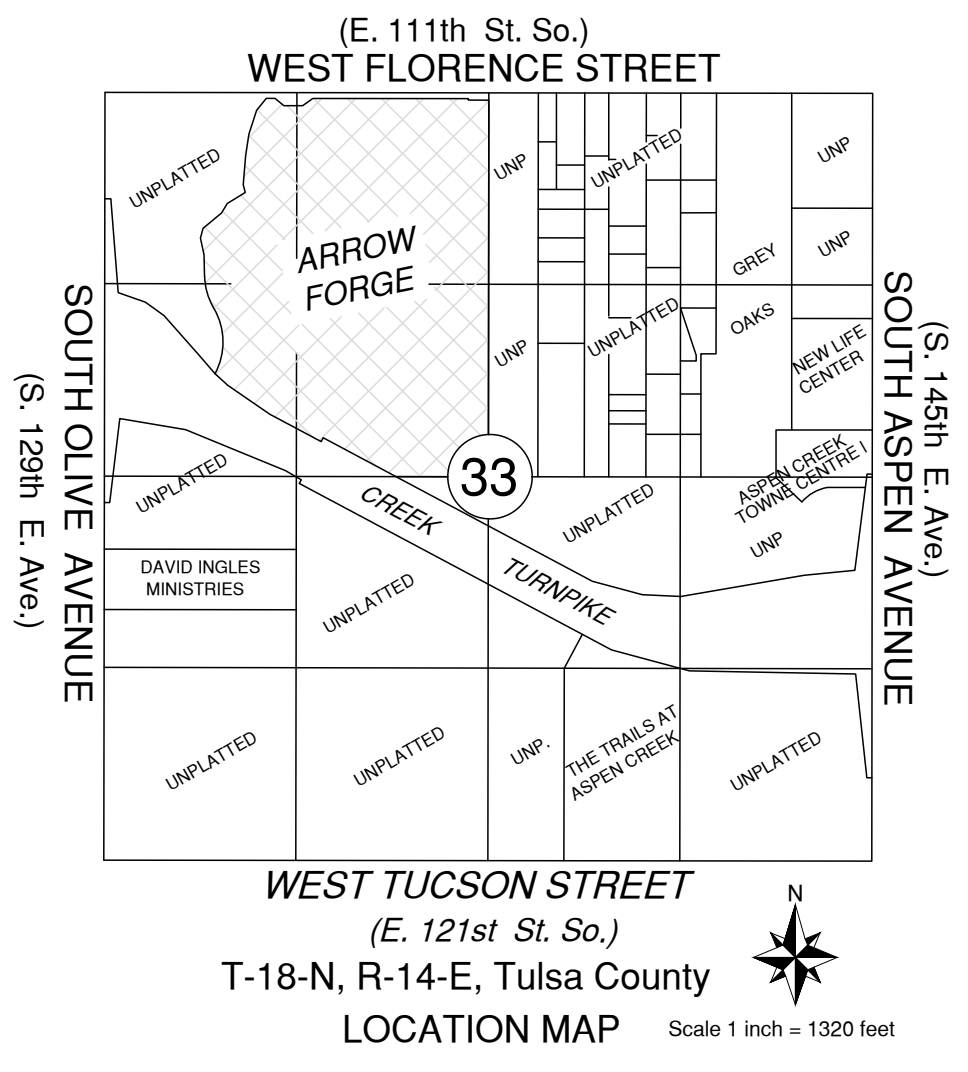 (E. 111th St. So.)
WEST FLORENCE STREET
UNPLATTED
UNP
UNPLATTED
UNP
ARROW
FORGE
GREY
UNP
SOUTH OLIVE AVENUE
(S. 129th E. Ave.)
SOUTH ASPEN AVENUE
(S. 145th E. Ave.)
UNP
UNPLATTED
OAKS
NEW LIFE
CENTER
UNPLATTED
33
ASPEN CREEK
TOWNE CENTRE I
CREEK
UNPLATTED
UNP
DAVID INGLES
MINISTRIES
UNPLATTED
TURNPIKE
UNPLATTED
UNPLATTED
UNP.
THE TRAILS AT
ASPEN CREEK
UNPLATTED
WEST TUCSON STREET
(E. 121st St. So.)
N
T-18-N, R-14-E, Tulsa County
LOCATION MAP
Scale 1 inch = 1320 feet